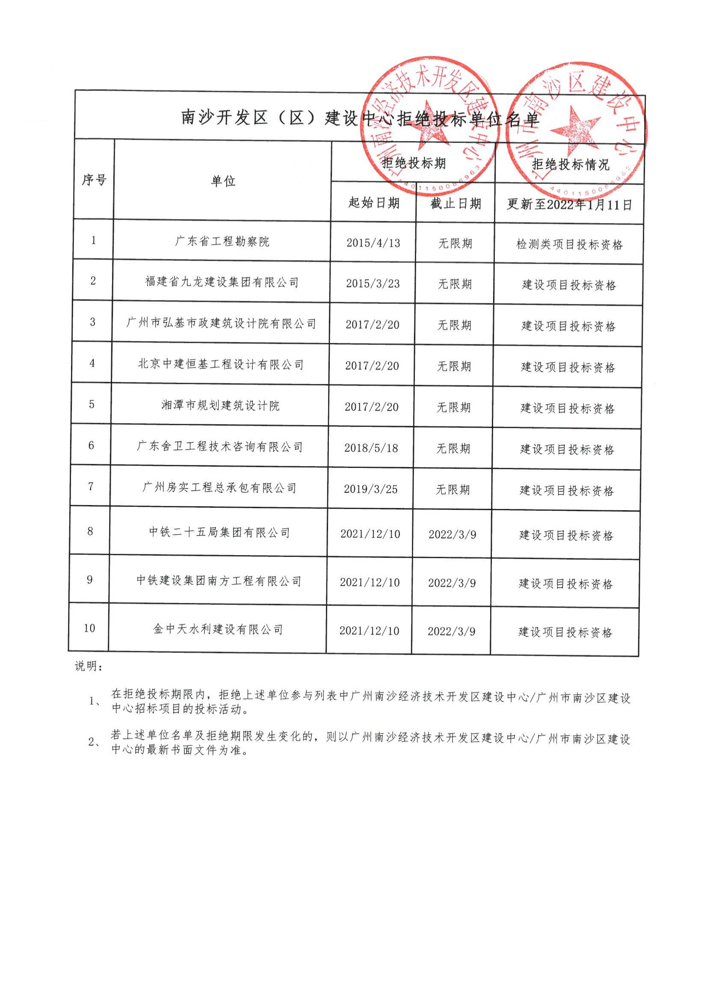 南沙开发区（区）建设中心拒绝投标单位名单
广州南沙经济技术开发区建设中心
广州市南沙区建设中心
44011500
44011500
序号 单位 拒绝投标期 拒绝投标情况
起始日期 截止日期 更新至2022年1月11日
1 广东省工程勘察院 2015/4/13 无限期 检测类项目投标资格
2 福建省九龙建设集团有限公司 2015/3/23 无限期 建设项目投标资格
3 广州市弘基市政建筑设计院有限公司 2017/2/20 无限期 建设项目投标资格
4 北京中建恒基工程设计有限公司 2017/2/20 无限期 建设项目投标资格
5 湘潭市规划建筑设计院 2017/2/20 无限期 建设项目投标资格
6 广东舍卫工程技术咨询有限公司 2018/5/18 无限期 建设项目投标资格
7 广州房实工程总承包有限公司 2019/3/25 无限期 建设项目投标资格
8 中铁二十五局集团有限公司 2021/12/10 2022/3/9 建设项目投标资格
9 中铁建设集团南方工程有限公司 2021/12/10 2022/3/9 建设项目投标资格
10 金中天水利建设有限公司 2021/12/10 2022/3/9 建设项目投标资格
说明：
1、 在拒绝投标期限内，拒绝上述单位参与列表中广州南沙经济技术开发区建设中心/广州市南沙区建设
中心招标项目的投标活动。
2、 若上述单位名单及拒绝期限发生变化的，则以广州南沙经济技术开发区建设中心/广州市南沙区建设
中心的最新书面文件为准。